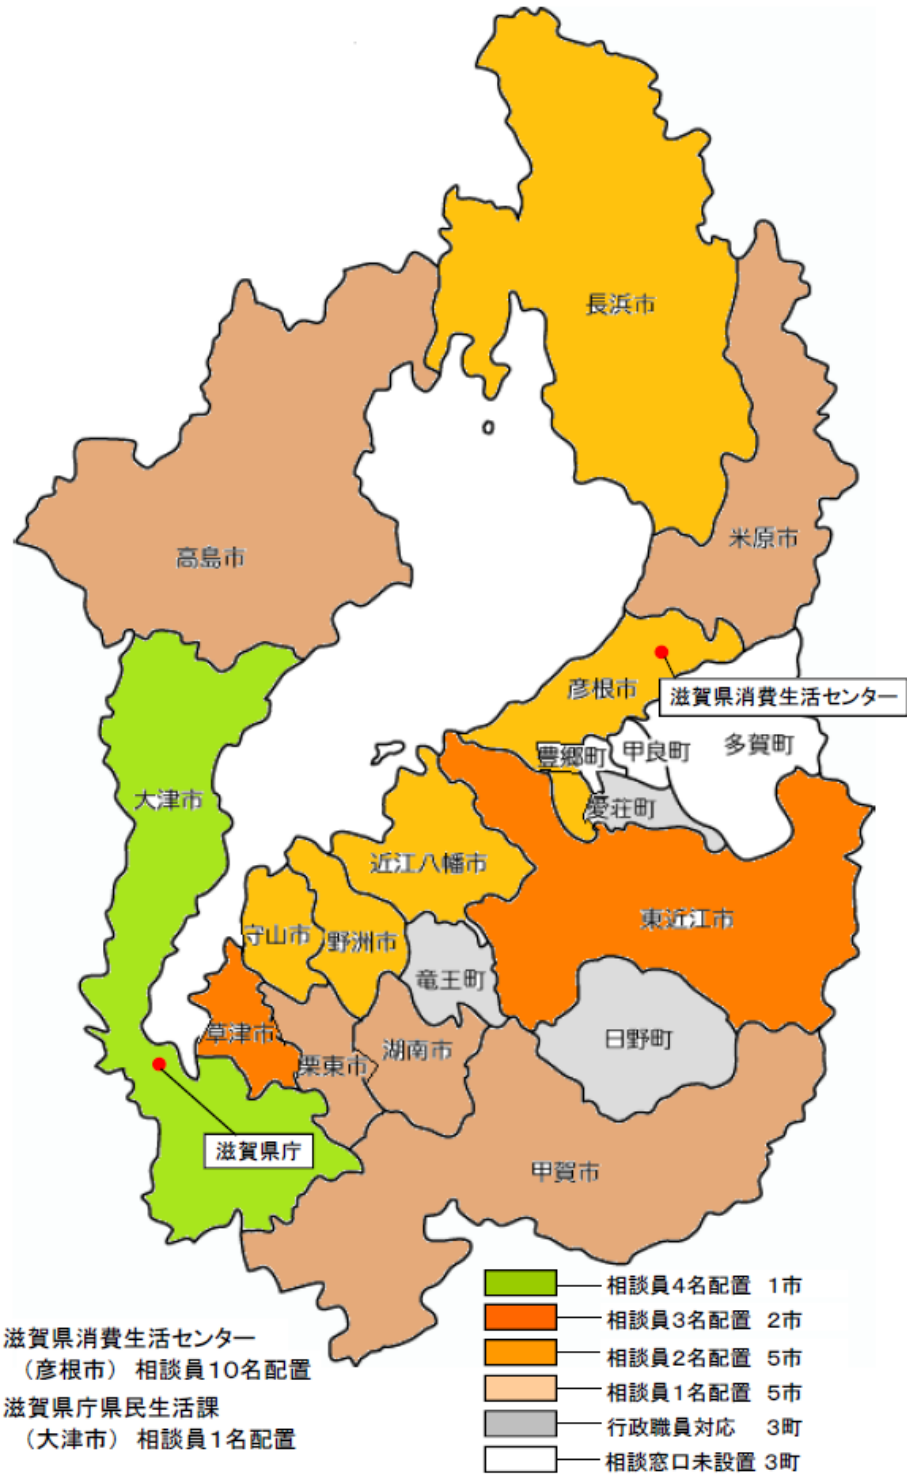 長浜市
米原市
高島市
彦根市
滋賀県消費生活センター
豊郷町
甲良町
多賀町
大津市
愛荘町
近江八幡市
東近江市
守山市
野洲市
竜王町
草津市
栗東市
湖南市
日野町
滋賀県庁
甲賀市
相談員4名配置 1市
相談員3名配置 2市
相談員2名配置 5市
相談員1名配置 5市
行政職員対応 3町
相談窓口未設置 3町
滋賀県消費生活センター
（彦根市） 相談員10名配置
滋賀県庁県民生活課
（大津市） 相談員1名配置